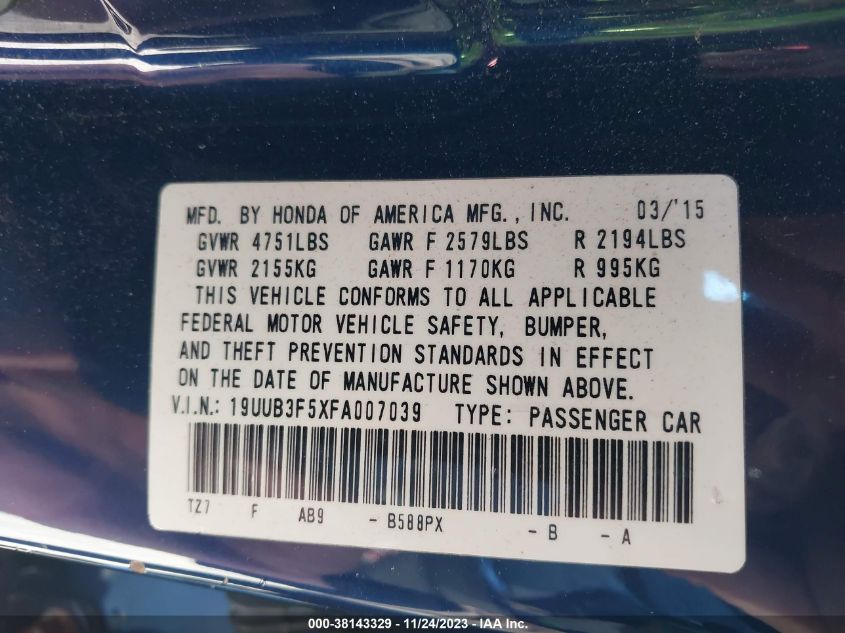 MFD. BY HONDA OF AMERICA MFG., INC. 03/'15
GVWR 4751LBS GAWR F 2579LBS R 2194LBS
GVWR 2155KG GAWR F 1170KG R 995KG
THIS VEHICLE CONFORMS TO ALL APPLICABLE
FEDERAL MOTOR VEHICLE SAFETY, BUMPER,
AND THEFT PREVENTION STANDARDS IN EFFECT
ON THE DATE OF MANUFACTURE SHOWN ABOVE.
V.I.N.: 19UUB3F5XFA007039 TYPE: PASSENGER CAR
TZ7 F AB9 - B588PX - B - A
000-38143329 - 11/24/2023 - IAA Inc.